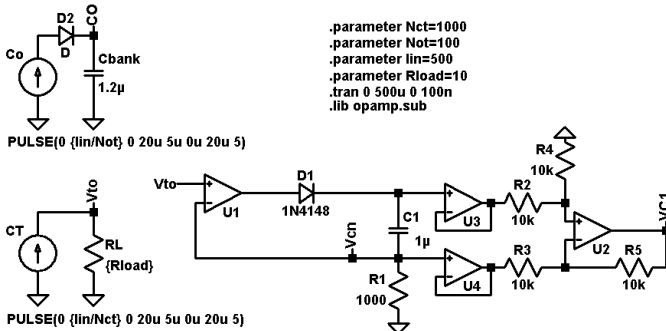 D2
CO
Co
D
Cbank
1.2µ
PULSE(0 {Iin/Not} 0 20u 5u 0u 20u 5)
.parameter Nct=1000
.parameter Not=100
.parameter Iin=500
.parameter Rload=10
.tran 0 500u 0 100n
.lib opamp.sub
Vto
CT
RL
{Rload}
PULSE(0 {Iin/Nct} 0 20u 5u 0u 20u 5)
Vto
U1
D1
1N4148
Vcn
C1
1µ
R1
1000
U3
U4
R2
10k
R3
10k
R4
10k
U2
R5
10k
VC1